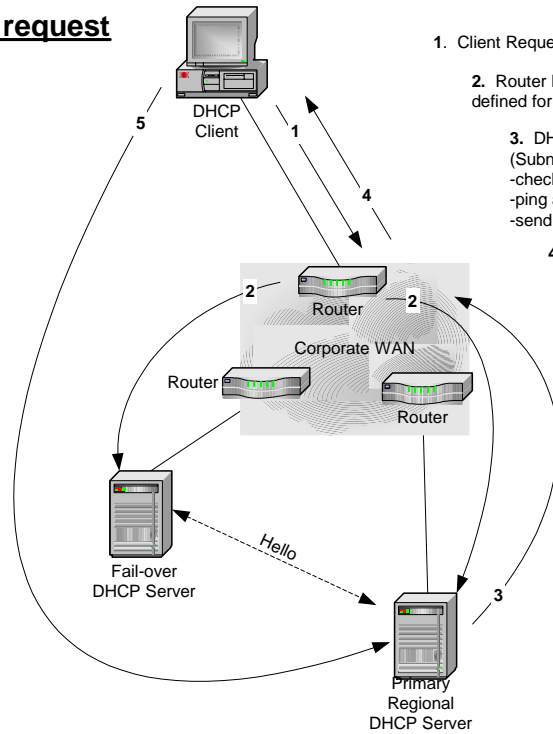 request
1. Client Reque
2. Router
defined for
3. DH
(Subn
-check
-ping
-send
4
DHCP
Client
5
1
4
2
Router
2
Corporate WAN
Router
Router
Hello
Fail-over
DHCP Server
3
Primary
Regional
DHCP Server